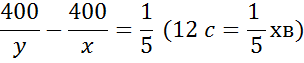 400/y − 400/x = 1/5 (12 c = 1/5 хв)